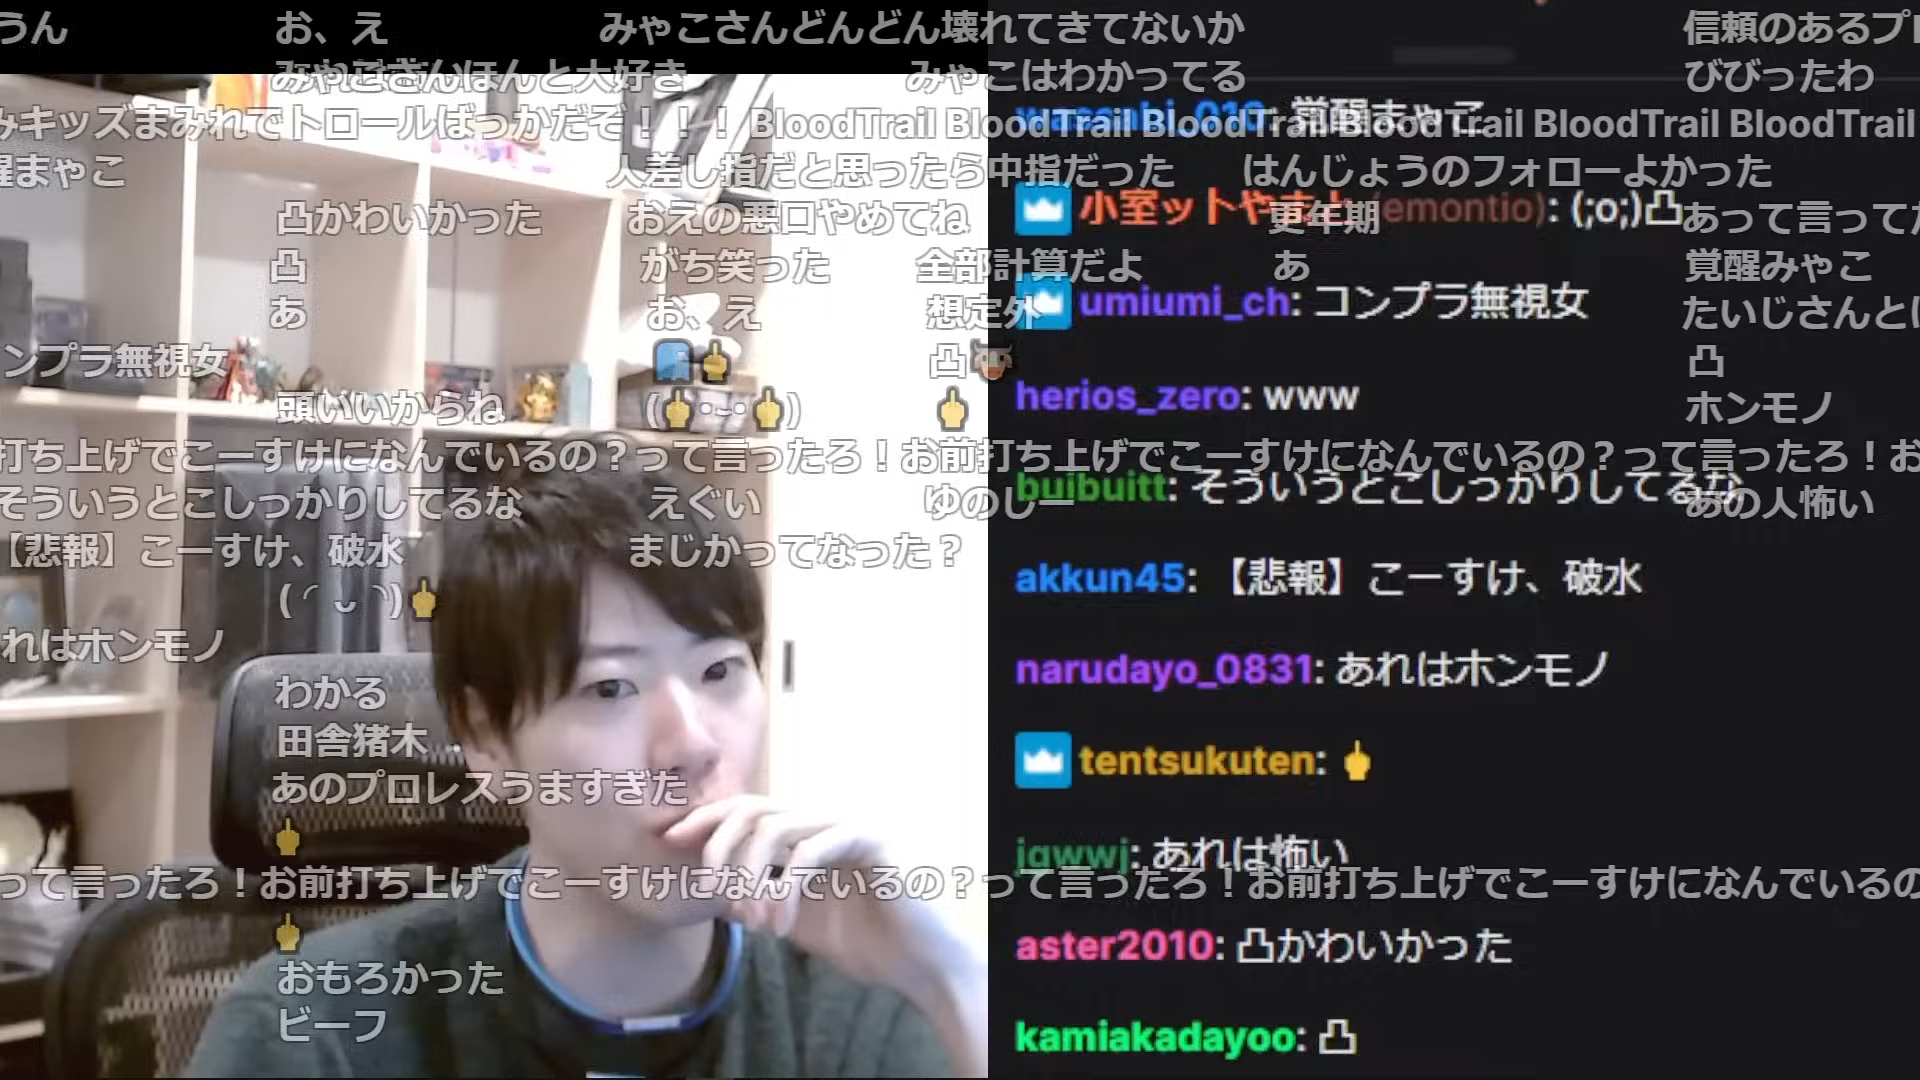 うん
お、え
みゃこさんどんどん壊れてきてないか
信頼のあるプ
みゃこさんほんと大好き
みゃこはわかってる
びびったわ
みキッズまみれでトロールばっかだぞ！！！
BloodTrail BloodTrail BloodTrail BloodTrail BloodTrail BloodTrail
醒まゃこ
人差し指だと思ったら中指だった
はんじょうのフォローよかった
凸かわいかった
おえの悪口やめてね
更年期
あって言ってた
凸
がち笑った
全部計算だよ
あ
覚醒みゃこ
あ
お、え
想定外
たいじさんと
ンプラ無視女
🖕
凸
凸
頭いいからね
(🖕・~・🖕)
🖕
ホンモノ
打ち上げでこーすけになんでいるの？って言ったろ！お前打ち上げでこーすけになんでいるの？って言ったろ！お
そういうとこしっかりしてるな
えぐい
ゆのしー
あの人怖い
【悲報】こーすけ、破水
まじかってなった？
(◜ᴗ◝)🖕
れはホンモノ
わかる
田舎猪木
あのプロレスうますぎた
🖕
って言ったろ！お前打ち上げでこーすけになんでいるの？って言ったろ！お前打ち上げでこーすけになんでいるの
🖕
おもろかった
ビーフ
wasabi_010: 覚醒まゃこ
小室ットやまと(emontio): (;o;)凸
umiumi_ch: コンプラ無視女
herios_zero: www
buibuitt: そういうとこしっかりしてるな
akkun45: 【悲報】こーすけ、破水
narudayo_0831: あれはホンモノ
tentsukuten: 🖕
jgwwj: あれは怖い
aster2010: 凸かわいかった
kamiakadayoo: 凸